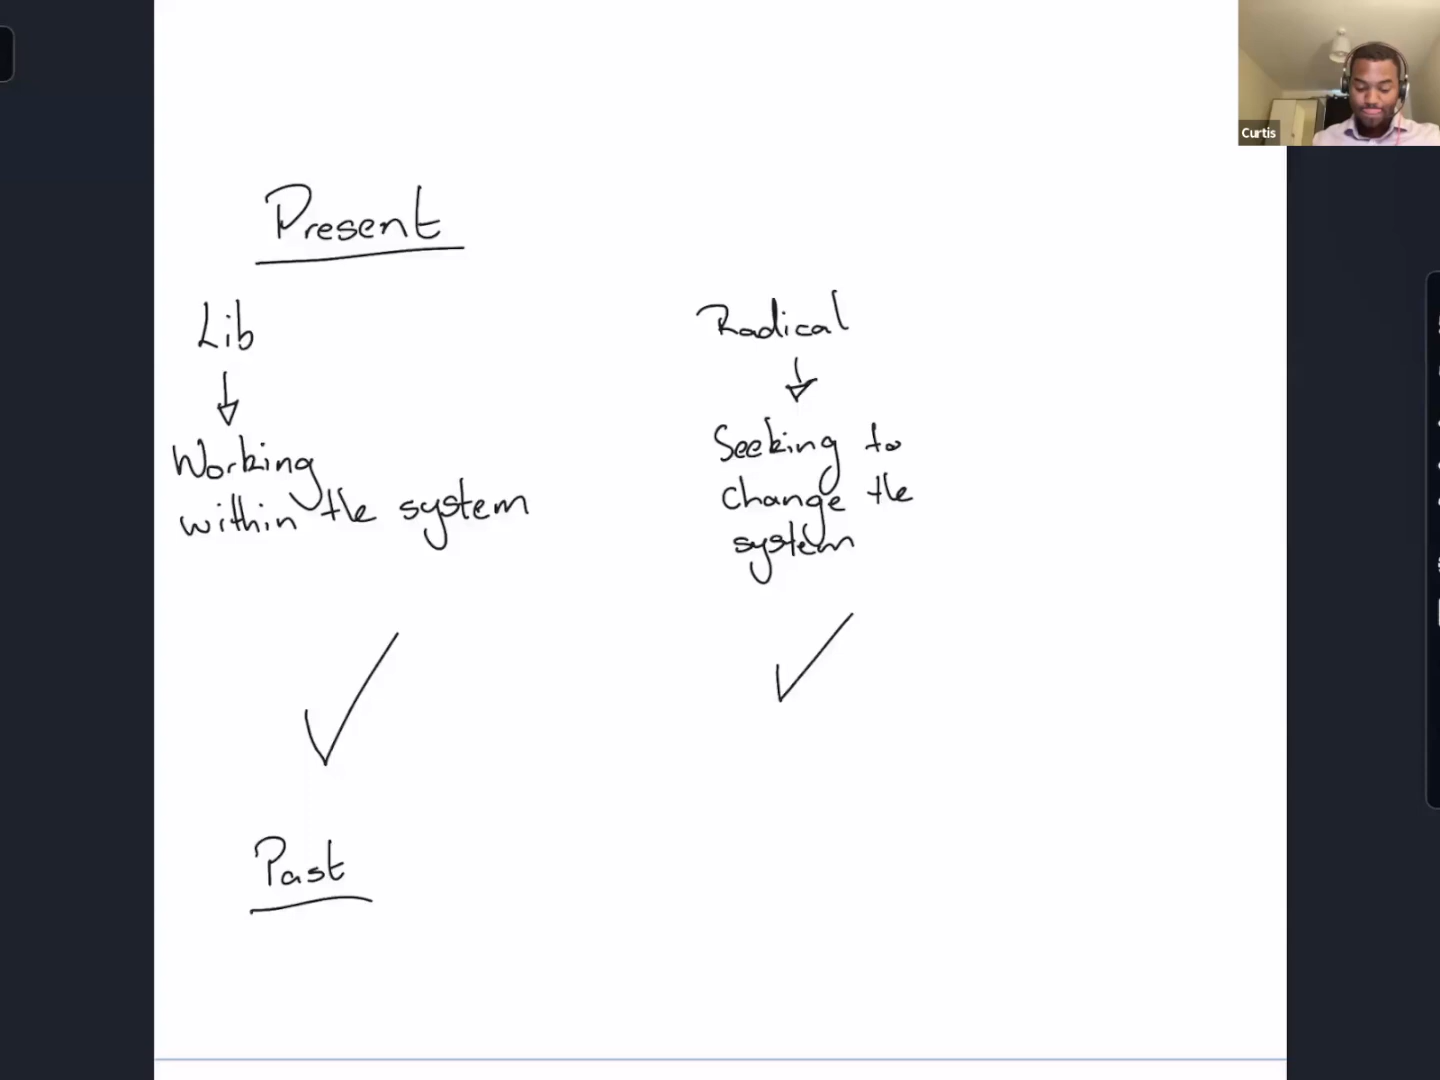 Curtis
Present
Lib
Working
within the system
Radical
Seeking to
change the
system
Past